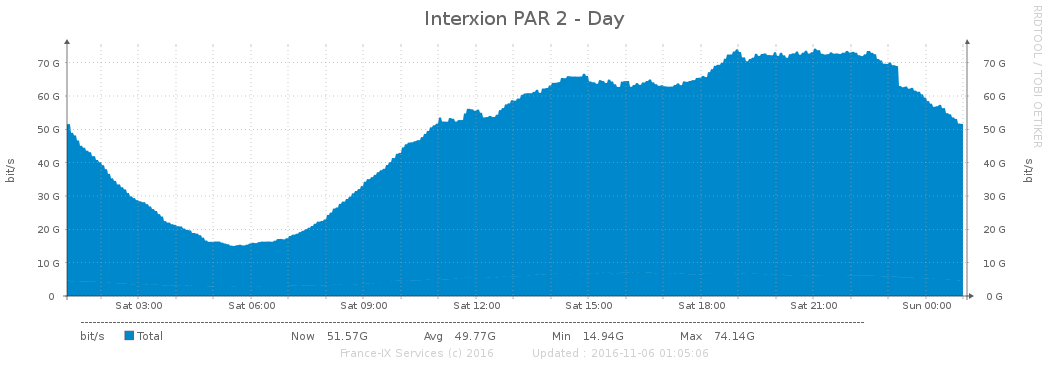 Interxion PAR 2 - Day
RRDTOOL / TOBI OETIKER
bit/s
bit/s
70 G 70 G
60 G 60 G
50 G 50 G
40 G 40 G
30 G 30 G
20 G 20 G
10 G 10 G
0 0 G
Sat 03:00 Sat 06:00 Sat 09:00 Sat 12:00 Sat 15:00 Sat 18:00 Sat 21:00 Sun 00:00
bit/s Total Now 51.57G Avg 49.77G Min 14.94G Max 74.14G
France-IX Services (c) 2016 Updated : 2016-11-06 01:05:06